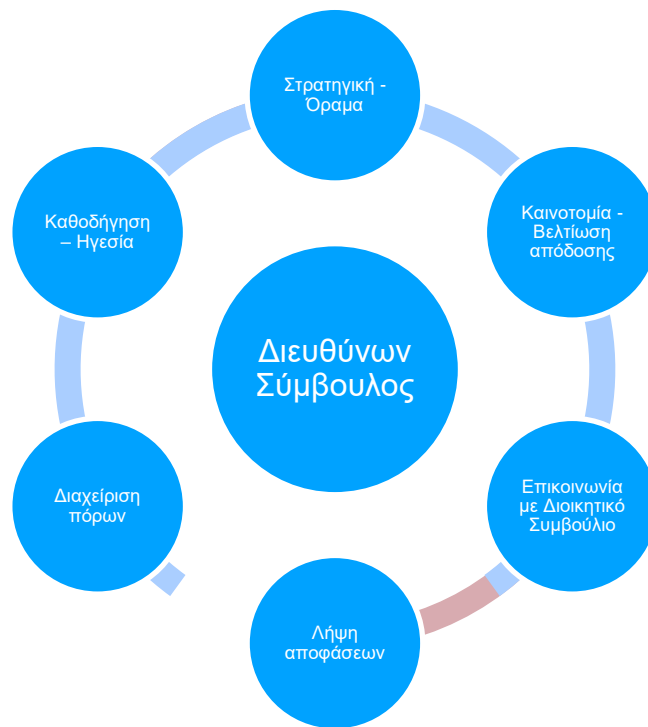 Στρατηγική -
Όραμα
Καινοτομία -
Βελτίωση
απόδοσης
Επικοινωνία
με Διοικητικό
Συμβούλιο
Λήψη
αποφάσεων
Διαχείριση
πόρων
Καθοδήγηση
– Ηγεσία
Διευθύνων
Σύμβουλος